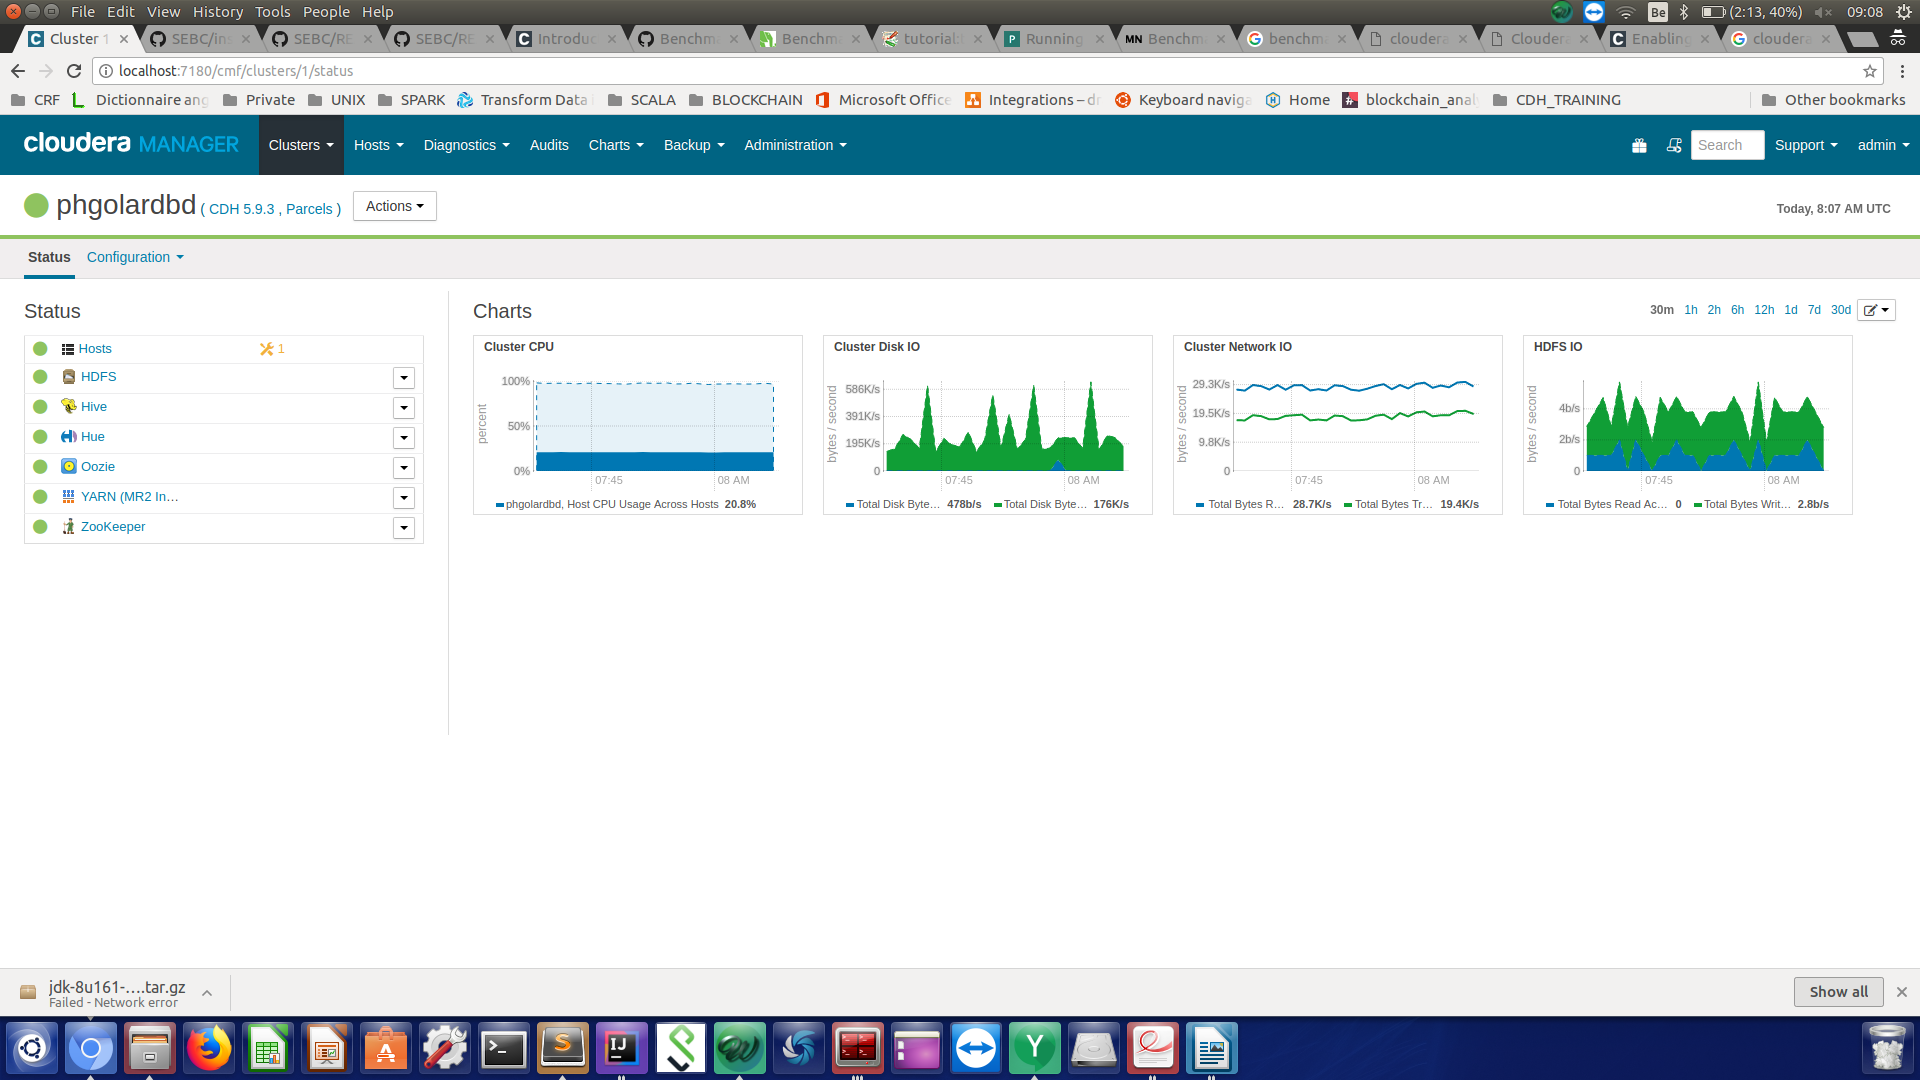 File Edit View History Tools People Help
Be (2:13, 40%) 09:08
Cluster 1 SEBC/ins SEBC/RE SEBC/RE Introduc Benchma Benchma tutorial: Running Benchm benchma cloudera Cloudera Enabling cloudera
localhost:7180/cmf/clusters/1/status
CRF Dictionnaire ang Private UNIX SPARK Transform Data SCALA BLOCKCHAIN Microsoft Office Integrations – dr Keyboard naviga Home blockchain_anal CDH_TRAINING Other bookmarks
cloudera MANAGER Clusters Hosts Diagnostics Audits Charts Backup Administration Search Support admin
phgolardbd ( CDH 5.9.3 , Parcels ) Actions Today, 8:07 AM UTC
Status Configuration
Status
Hosts 1
HDFS
Hive
Hue
Oozie
YARN (MR2 In…
ZooKeeper
Charts 30m 1h 2h 6h 12h 1d 7d 30d
Cluster CPU
percent
100%
50%
0%
07:45 08 AM
phgolardbd, Host CPU Usage Across Hosts 20.8%
Cluster Disk IO
bytes / second
586K/s
391K/s
195K/s
0
07:45 08 AM
Total Disk Byte… 478b/s Total Disk Byte… 176K/s
Cluster Network IO
bytes / second
29.3K/s
19.5K/s
9.8K/s
0
07:45 08 AM
Total Bytes R… 28.7K/s Total Bytes Tr… 19.4K/s
HDFS IO
bytes / second
4b/s
2b/s
0
07:45 08 AM
Total Bytes Read Ac… 0 Total Bytes Writ… 2.8b/s
jdk-8u161-….tar.gz
Failed - Network error
Show all